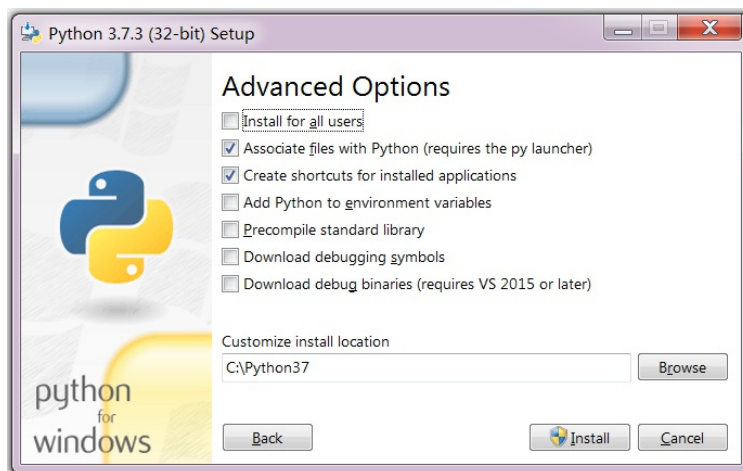 Python 3.7.3 (32-bit) Setup
Advanced Options
Install for all users
Associate files with Python (requires the py launcher)
Create shortcuts for installed applications
Add Python to environment variables
Precompile standard library
Download debugging symbols
Download debug binaries (requires VS 2015 or later)
Customize install location
C:\Python37
Browse
python
for
windows
Back
Install
Cancel